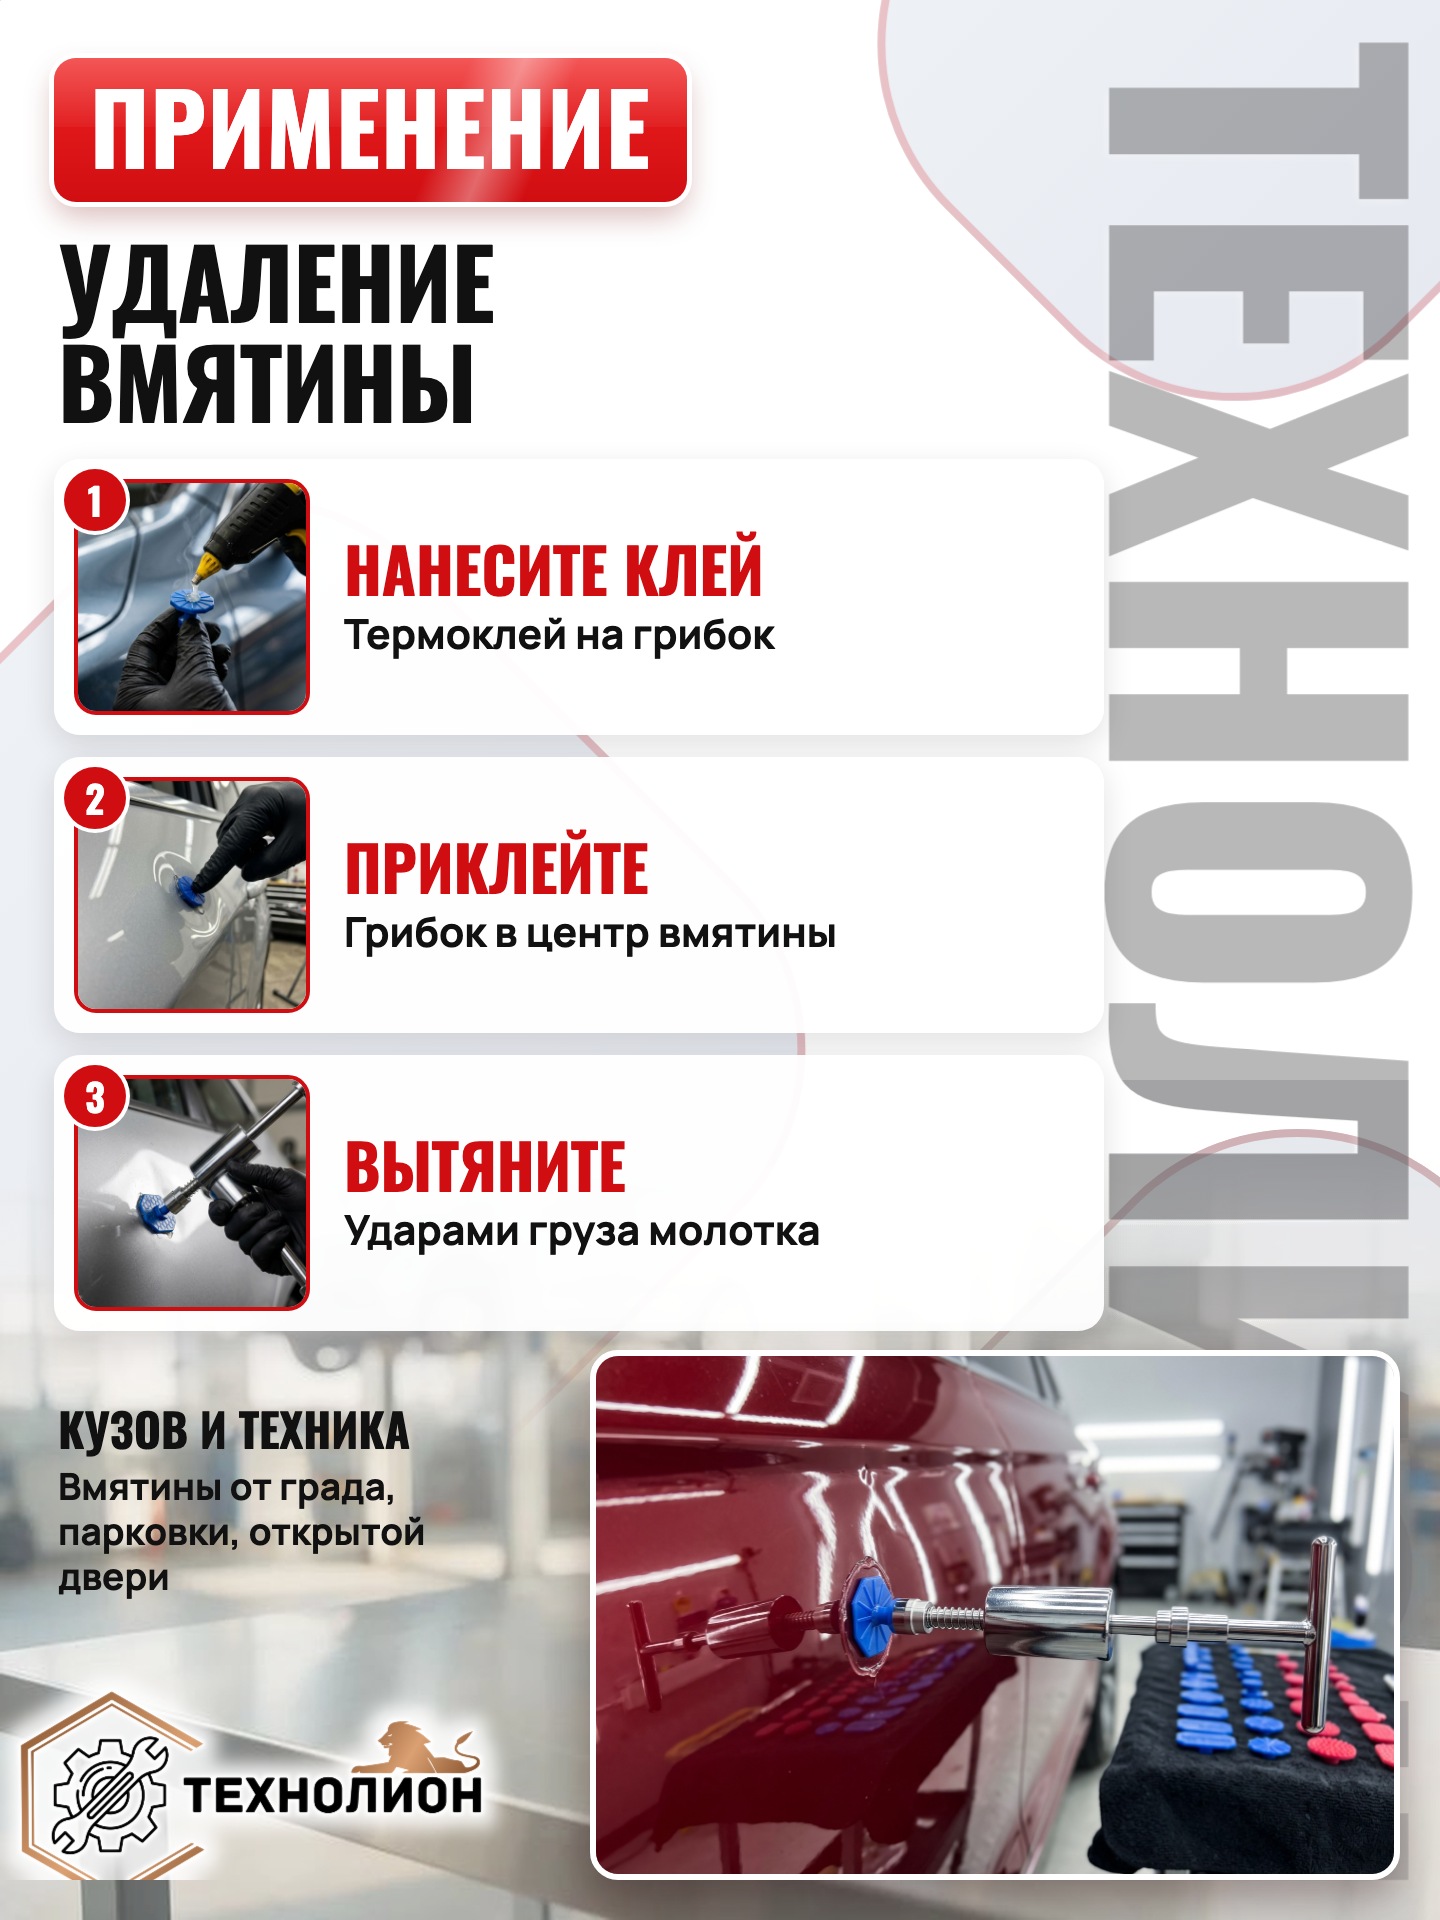 ПРИМЕНЕНИЕ
УДАЛЕНИЕ
ВМЯТИНЫ
1
НАНЕСИТЕ КЛЕЙ
Термоклей на грибок
2
ПРИКЛЕЙТЕ
Грибок в центр вмятины
3
ВЫТЯНИТЕ
Ударами груза молотка
КУЗОВ И ТЕХНИКА
Вмятины от града,
парковки, открытой
двери
ТЕХНОЛИОН